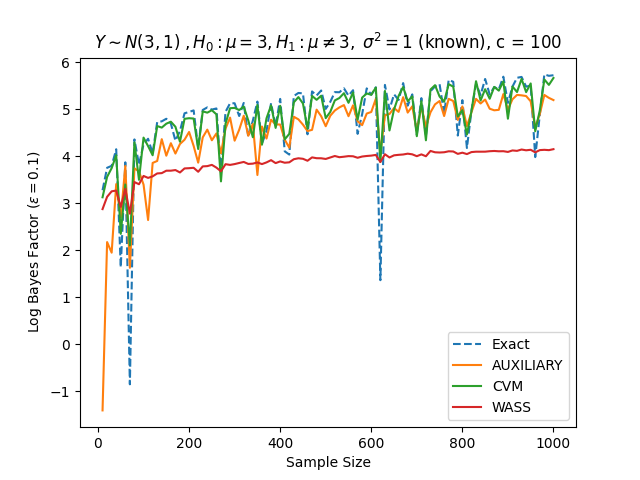 Y ~ N(3, 1) , H₀ : μ = 3, H₁ : μ ≠ 3, σ² = 1 (known), c = 100
Log Bayes Factor (ϵ = 0.1)
6
5
4
3
2
1
0
−1
Exact
AUXILIARY
CVM
WASS
0 200 400 600 800 1000
Sample Size